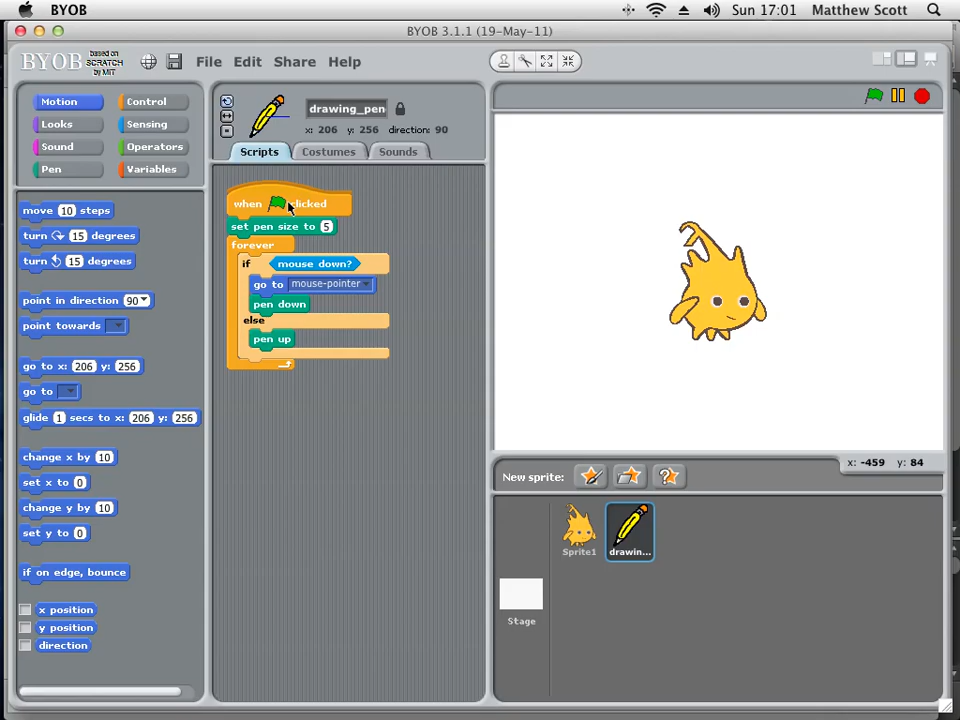 BYOB
Sun 17:01
Matthew Scott
BYOB 3.1.1 (19-May-11)
BYOB
based on
SCRATCH
by MIT
File
Edit
Share
Help
Motion
Control
Looks
Sensing
Sound
Operators
Pen
Variables
drawing_pen
x: 206 y: 256 direction: 90
Scripts
Costumes
Sounds
move 10 steps
turn 15 degrees
turn 15 degrees
point in direction 90
point towards
go to x: 206 y: 256
go to
glide 1 secs to x: 206 y: 256
change x by 10
set x to 0
change y by 10
set y to 0
if on edge, bounce
x position
y position
direction
when clicked
set pen size to 5
forever
if mouse down?
go to mouse-pointer
pen down
else
pen up
x: -459 y: 84
New sprite:
Sprite1
drawin...
Stage